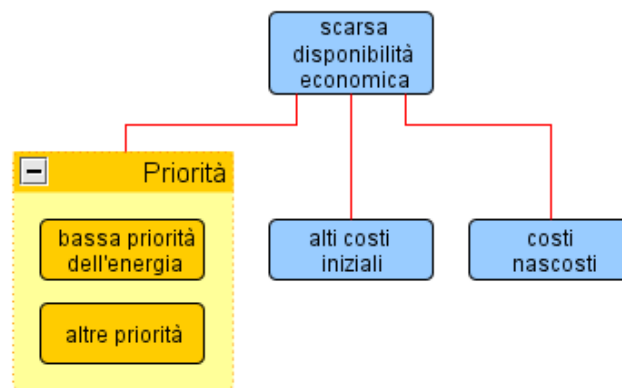 scarsa
disponibilità
economica
Priorità
bassa priorità
dell'energia
altre priorità
alti costi
iniziali
costi
nascosti